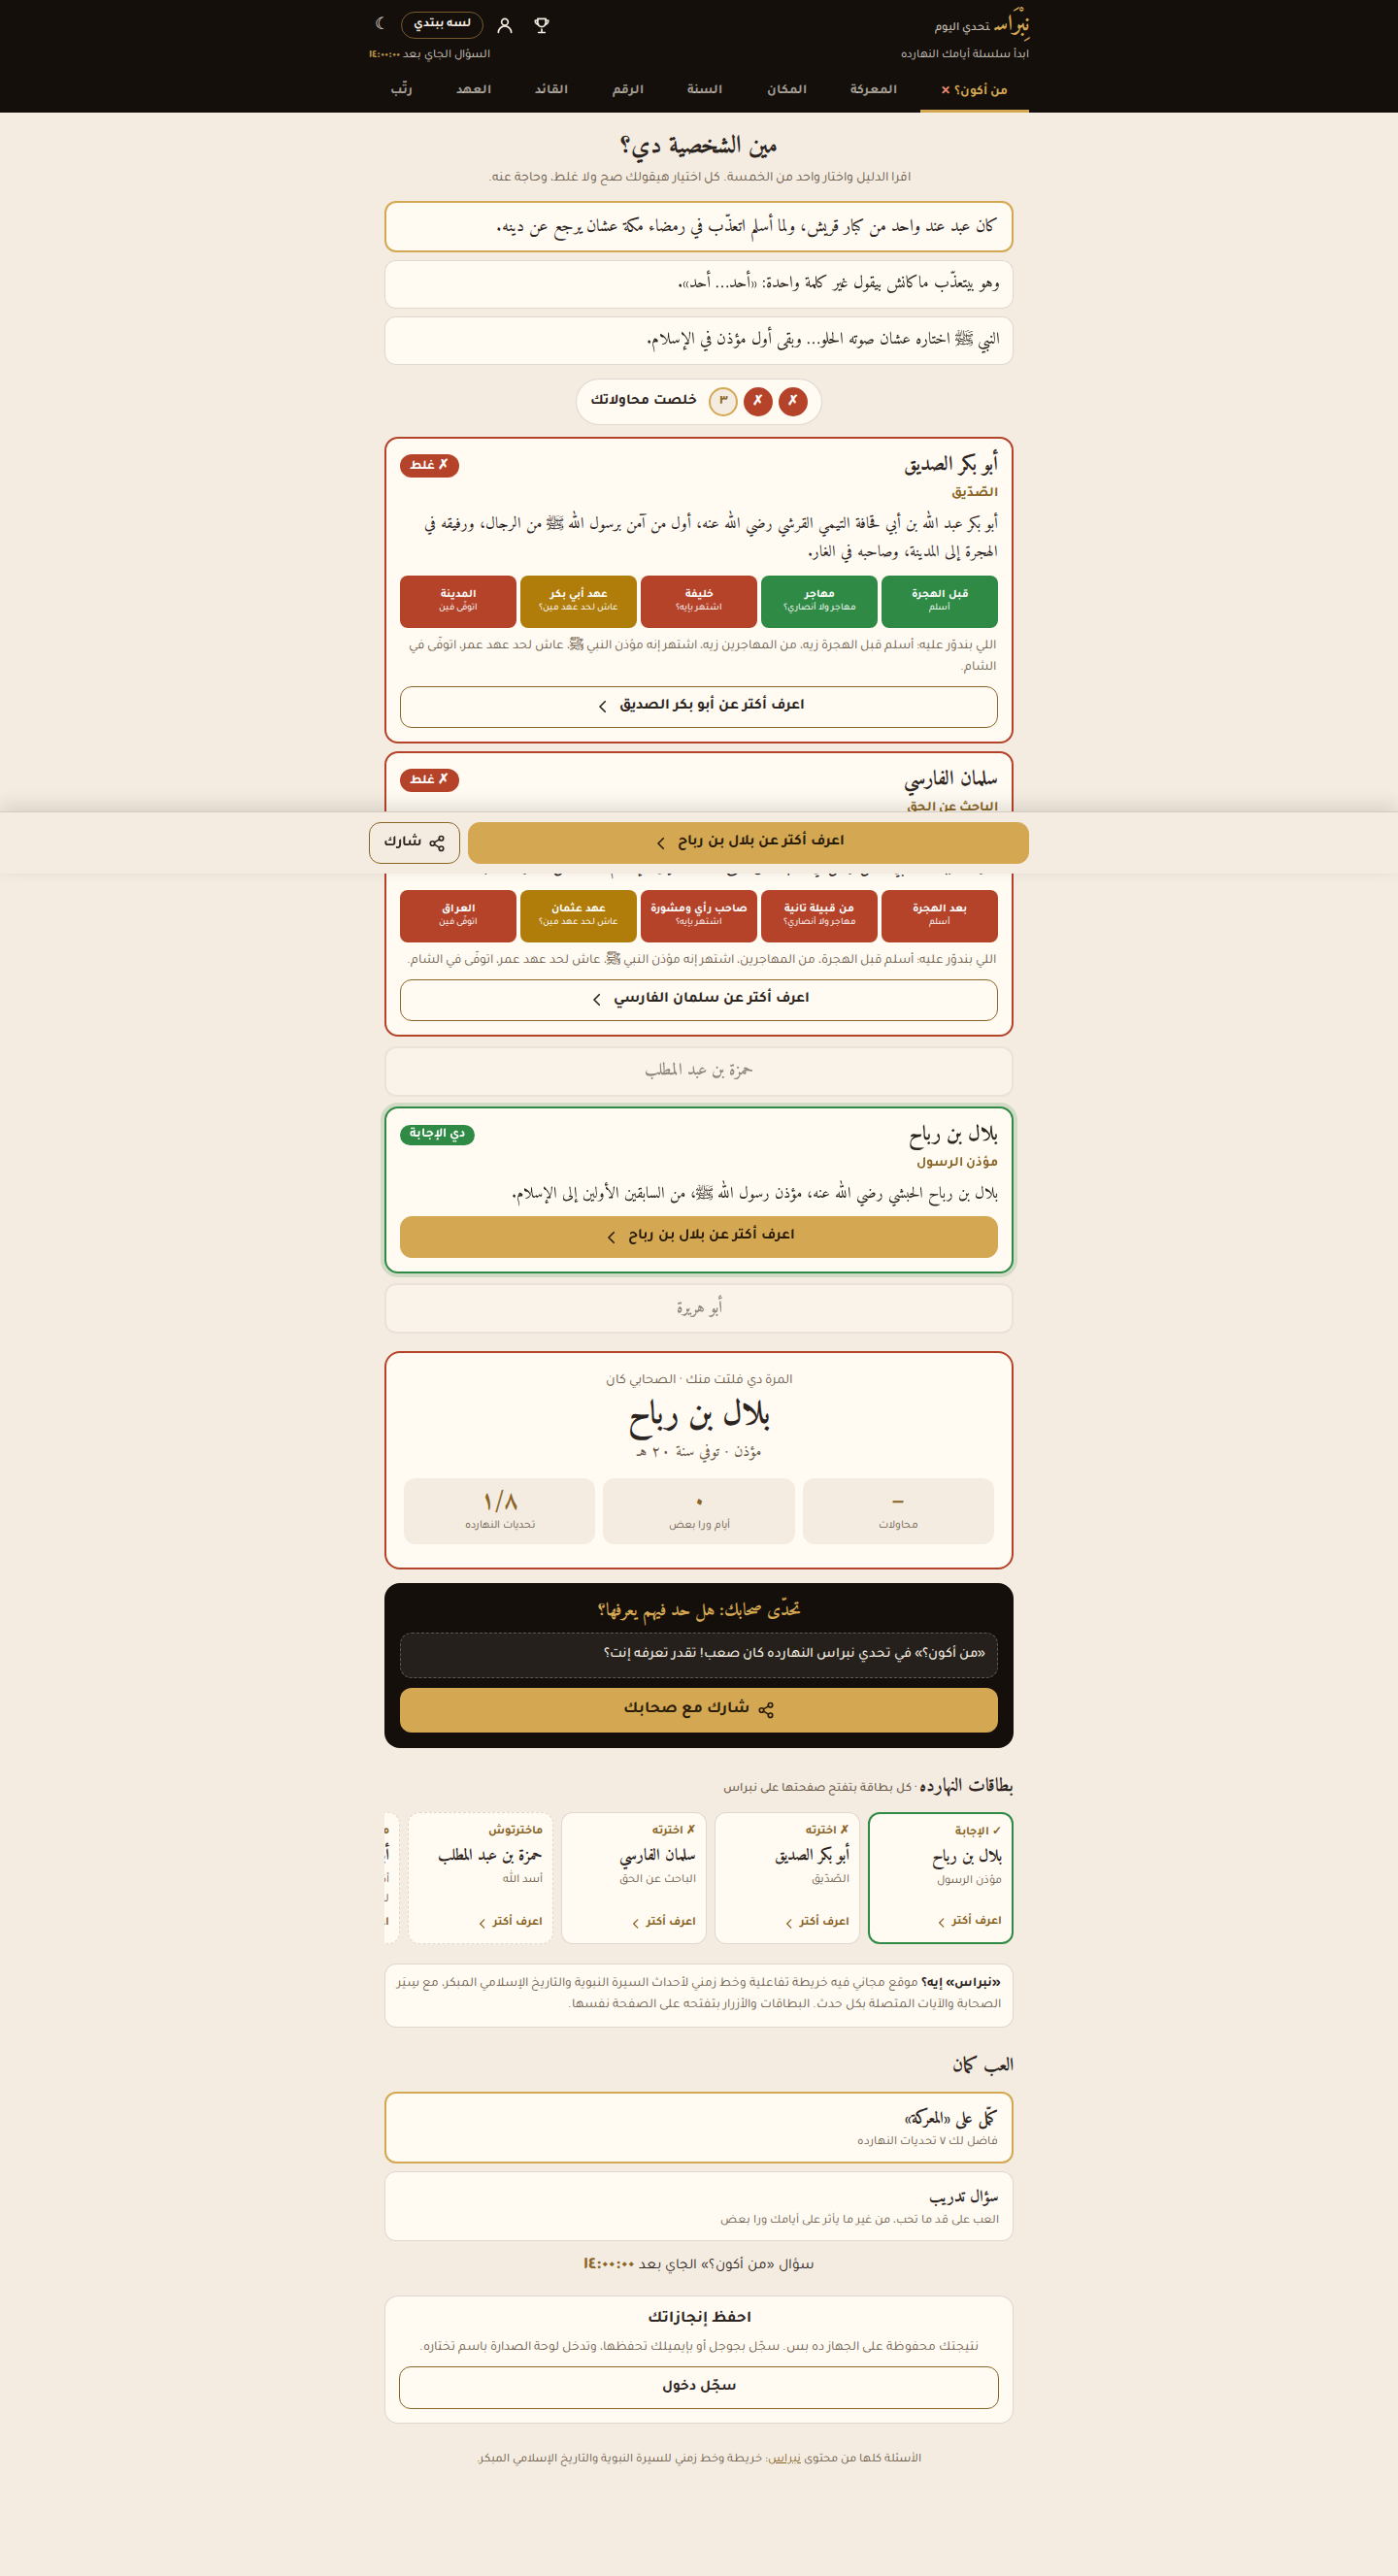 نِبْرَاس تحدي اليوم
لسه ببتدي
ابدأ سلسلة أيامك النهارده
السؤال الجاي بعد ١٤:٠٠:٠٠
من أكون؟ ✕
المعركة
المكان
السنة
الرقم
القائد
العهد
رتّب
مين الشخصية دي؟
اقرا الدليل واختار واحد من الخمسة. كل اختيار هيقولك صح ولا غلط، وحاجة عنه.
كان عبد عند واحد من كبار قريش، ولما أسلم اتعذّب في رمضاء مكة عشان يرجع عن دينه.
وهو بيتعذّب ماكانش بيقول غير كلمة واحدة: «أحد... أحد».
النبي ﷺ اختاره عشان صوته الحلو... وبقى أول مؤذن في الإسلام.
✗ ✗ ٣ خلصت محاولاتك
أبو بكر الصديق
✗ غلط
الصّدّيق
أبو بكر عبد الله بن أبي قحافة التيمي القرشي رضي الله عنه، أول من آمن برسول الله ﷺ من الرجال، ورفيقه في
الهجرة إلى المدينة، وصاحبه في الغار.
قبل الهجرة
أسلم
مهاجر
مهاجر ولا أنصاري؟
خليفة
اشتهر بإيه؟
عهد أبي بكر
عاش لحد عهد مين؟
المدينة
اتوفّى فين
اللي بندوّر عليه: أسلم قبل الهجرة زيه، من المهاجرين زيه، اشتهر إنه مؤذن النبي ﷺ، عاش لحد عهد عمر، اتوفّى في
الشام.
اعرف أكتر عن أبو بكر الصديق
سلمان الفارسي
✗ غلط
الباحث عن الحق
اعرف أكتر عن بلال بن رباح
شارك
بعد الهجرة
أسلم
من قبيلة تانية
مهاجر ولا أنصاري؟
صاحب رأي ومشورة
اشتهر بإيه؟
عهد عثمان
عاش لحد عهد مين؟
العراق
اتوفّى فين
اللي بندوّر عليه: أسلم قبل الهجرة، من المهاجرين، اشتهر إنه مؤذن النبي ﷺ، عاش لحد عهد عمر، اتوفّى في الشام.
اعرف أكتر عن سلمان الفارسي
حمزة بن عبد المطلب
بلال بن رباح
دي الإجابة
مؤذن الرسول
بلال بن رباح الحبشي رضي الله عنه، مؤذن رسول الله ﷺ، من السابقين الأولين إلى الإسلام.
اعرف أكتر عن بلال بن رباح
أبو هريرة
المرة دي فلتت منك · الصحابي كان
بلال بن رباح
مؤذن · توفي سنة ٢٠ هـ
–
محاولات
٠
أيام ورا بعض
١/٨
تحديات النهارده
تحدّى صحابك: هل حد فيهم يعرفها؟
«من أكون؟» في تحدي نبراس النهارده كان صعب! تقدر تعرفه إنت؟
شارك مع صحابك
بطاقات النهارده · كل بطاقة بتفتح صفحتها على نبراس
✓ الإجابة
بلال بن رباح
مؤذن الرسول
اعرف أكتر
✗ اخترته
أبو بكر الصديق
الصّدّيق
اعرف أكتر
✗ اخترته
سلمان الفارسي
الباحث عن الحق
اعرف أكتر
ماخترتوش
حمزة بن عبد المطلب
أسد الله
اعرف أكتر
«نبراس» إيه؟ موقع مجاني فيه خريطة تفاعلية وخط زمني لأحداث السيرة النبوية والتاريخ الإسلامي المبكر، مع سِيَر
الصحابة والآيات المتصلة بكل حدث. البطاقات والأزرار بتفتحه على الصفحة نفسها.
العب كمان
كمّل على «المعركة»
فاضل لك ٧ تحديات النهارده
سؤال تدريب
العب على قد ما تحب، من غير ما يأثر على أيامك ورا بعض
سؤال «من أكون؟» الجاي بعد ١٤:٠٠:٠٠
احفظ إنجازاتك
نتيجتك محفوظة على الجهاز ده بس. سجّل بجوجل أو بإيميلك تحفظها، وتدخل لوحة الصدارة باسم تختاره.
سجّل دخول
الأسئلة كلها من محتوى نبراس: خريطة وخط زمني للسيرة النبوية والتاريخ الإسلامي المبكر.